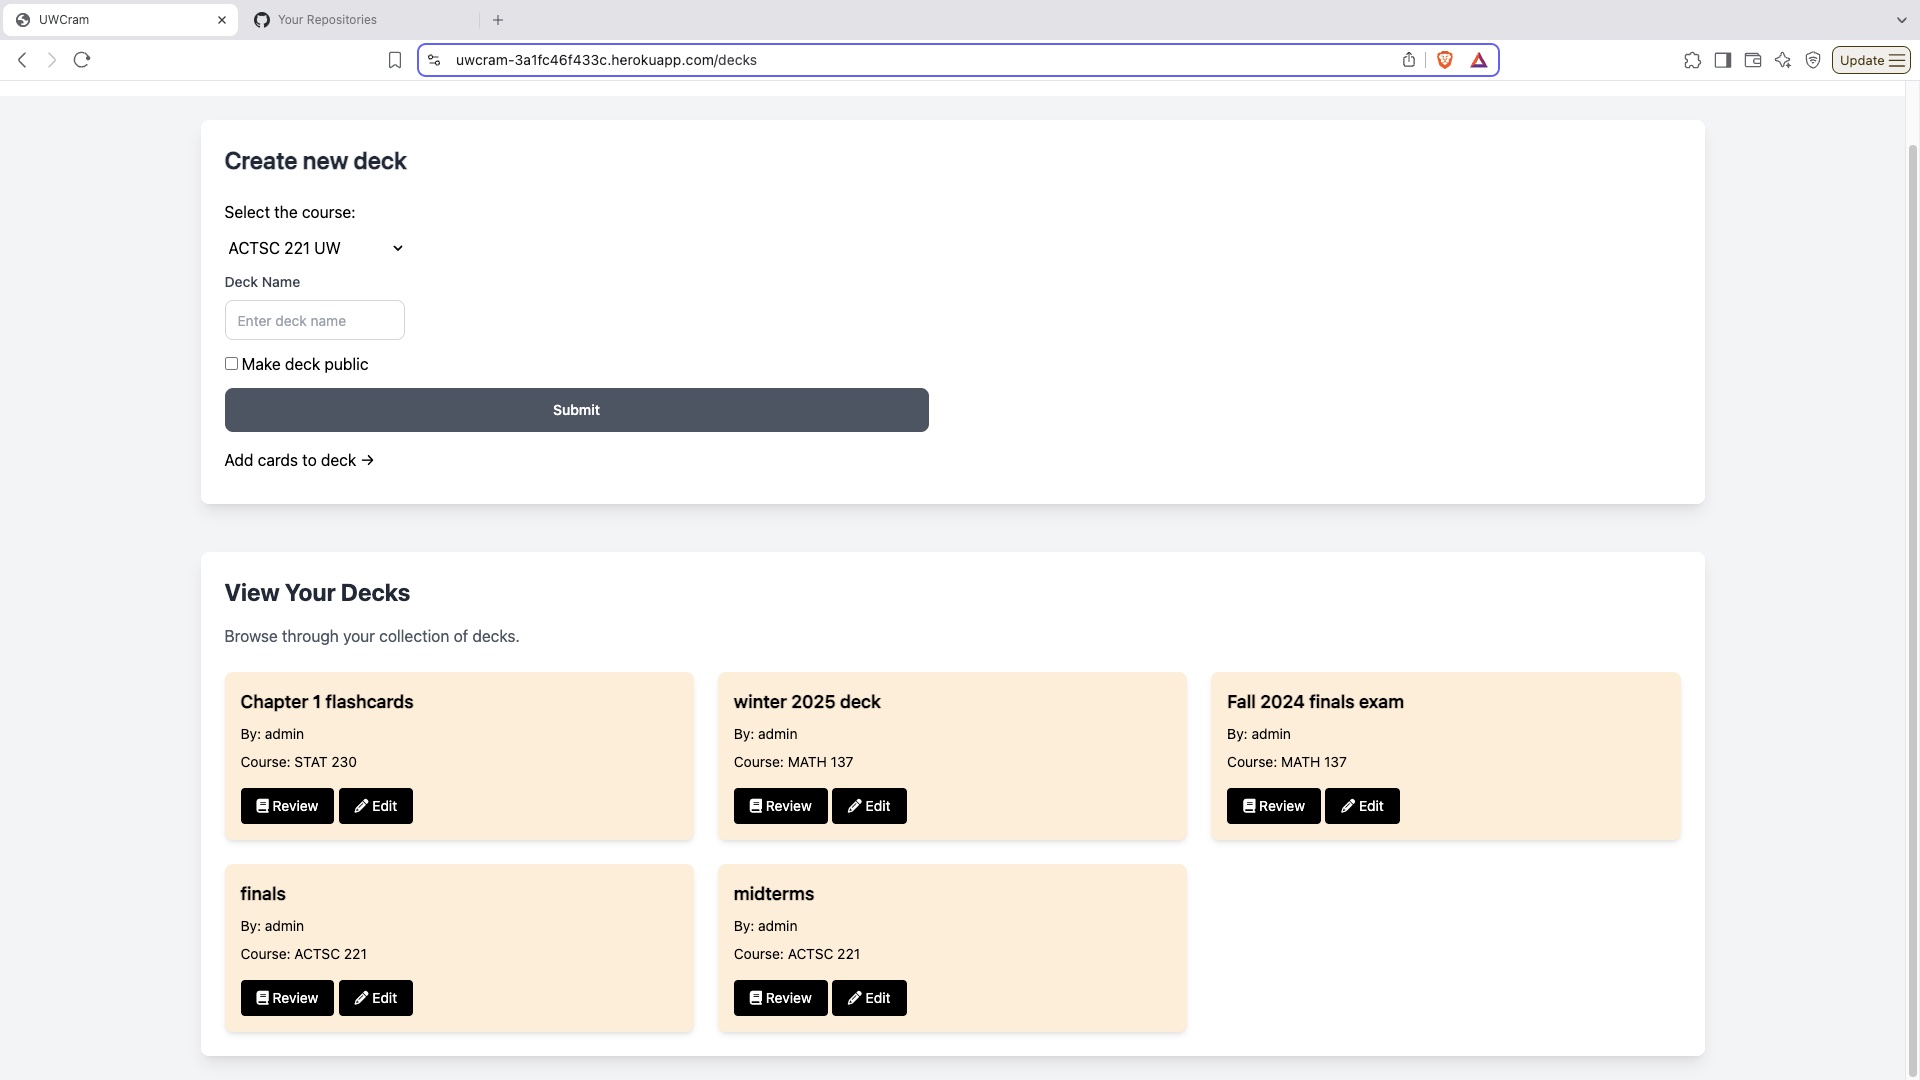 UWCram
Your Repositories
uwcram-3a1fc46f433c.herokuapp.com/decks
Update
Create new deck
Select the course:
ACTSC 221 UW
Deck Name
Enter deck name
Make deck public
Submit
Add cards to deck →
View Your Decks
Browse through your collection of decks.
Chapter 1 flashcards
By: admin
Course: STAT 230
Review Edit
winter 2025 deck
By: admin
Course: MATH 137
Review Edit
Fall 2024 finals exam
By: admin
Course: MATH 137
Review Edit
finals
By: admin
Course: ACTSC 221
Review Edit
midterms
By: admin
Course: ACTSC 221
Review Edit